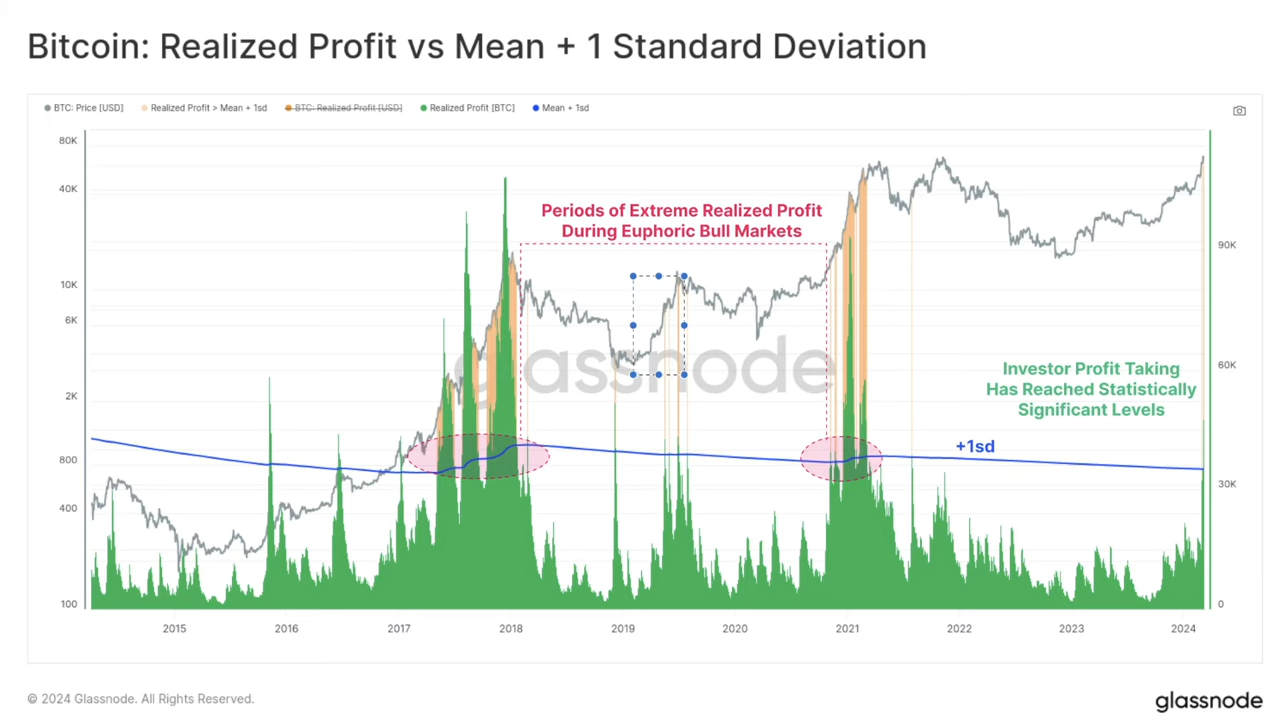 Bitcoin: Realized Profit vs Mean + 1 Standard Deviation
BTC: Price [USD] Realized Profit > Mean + 1sd BTC: Realized Profit [USD] Realized Profit [BTC] Mean + 1sd
80K
40K
10K
6K
2K
800
400
100
Periods of Extreme Realized Profit
During Euphoric Bull Markets
glassnode
Investor Profit Taking
Has Reached Statistically
Significant Levels
+1sd
90K
60K
30K
0
2015 2016 2017 2018 2019 2020 2021 2022 2023 2024
© 2024 Glassnode. All Rights Reserved.
glassnode